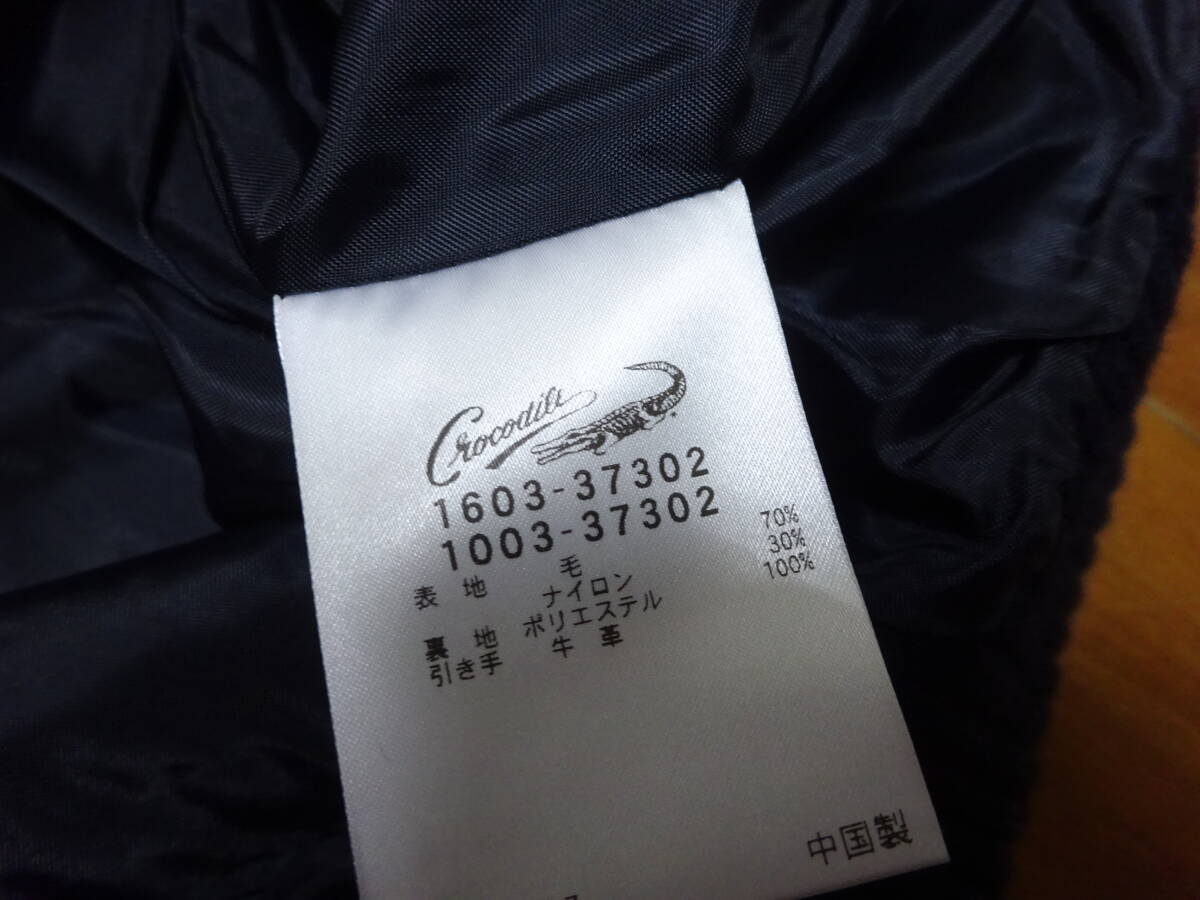 Crocodile
1603-37302
1003-37302
表 地 毛 70%
ナイロン 30%
裏 地 ポリエステル 100%
引き手 牛 革
中国製